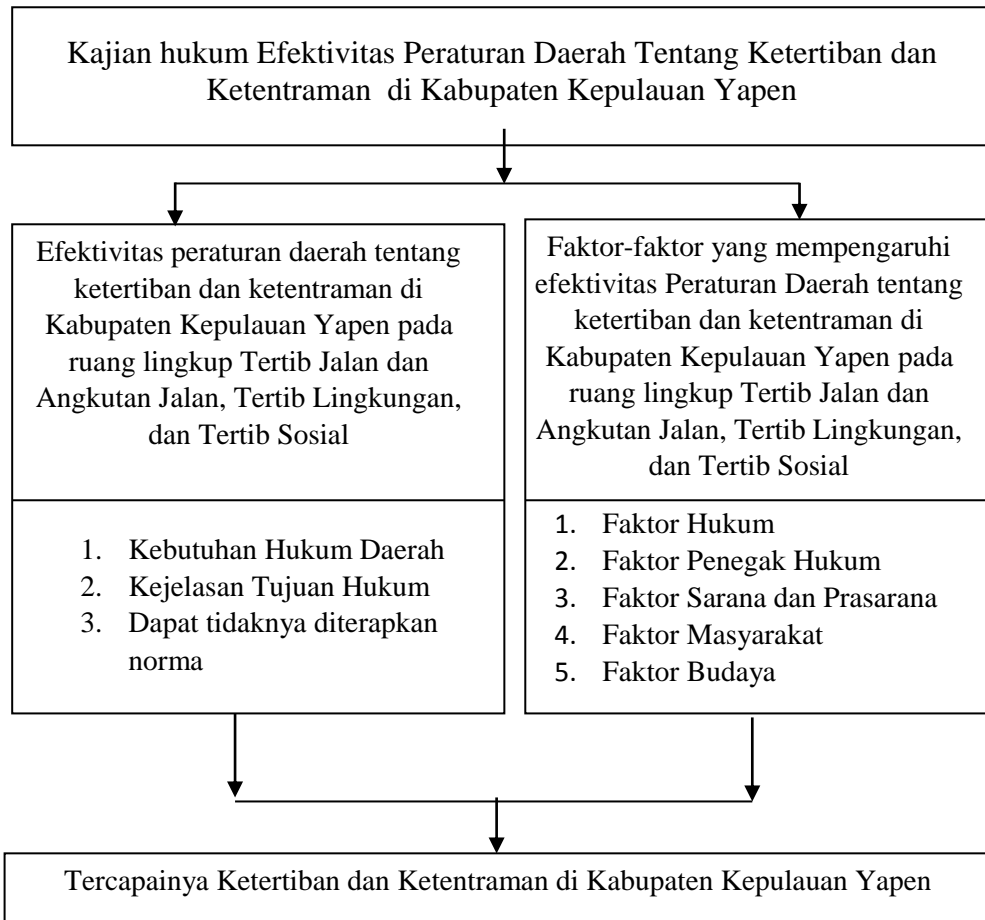 Kajian hukum Efektivitas Peraturan Daerah Tentang Ketertiban dan
Ketentraman di Kabupaten Kepulauan Yapen
Efektivitas peraturan daerah tentang
ketertiban dan ketentraman di
Kabupaten Kepulauan Yapen pada
ruang lingkup Tertib Jalan dan
Angkutan Jalan, Tertib Lingkungan,
dan Tertib Sosial
1. Kebutuhan Hukum Daerah
2. Kejelasan Tujuan Hukum
3. Dapat tidaknya diterapkan
norma
Faktor-faktor yang mempengaruhi
efektivitas Peraturan Daerah tentang
ketertiban dan ketentraman di
Kabupaten Kepulauan Yapen pada
ruang lingkup Tertib Jalan dan
Angkutan Jalan, Tertib Lingkungan,
dan Tertib Sosial
1. Faktor Hukum
2. Faktor Penegak Hukum
3. Faktor Sarana dan Prasarana
4. Faktor Masyarakat
5. Faktor Budaya
Tercapainya Ketertiban dan Ketentraman di Kabupaten Kepulauan Yapen